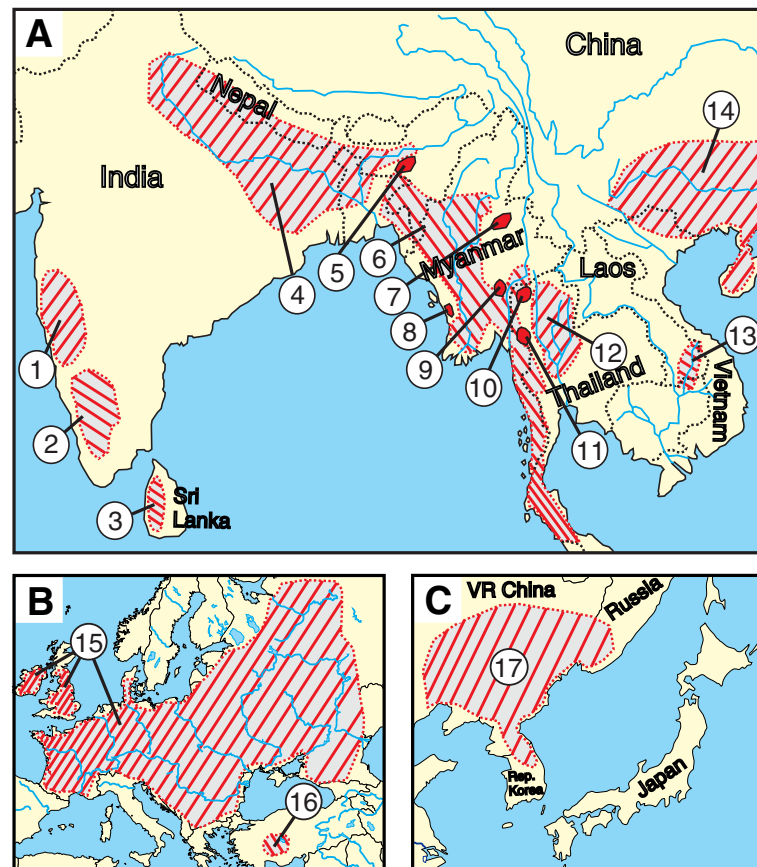 A
China
14
Nepal
India
5
6
4
Myanmar
7
Laos
8
1
9
12
13
10
Thailand
Vietnam
2
11
3
Sri
Lanka
B
15
16
C
VR China
Russia
17
Rep.
Korea
Japan